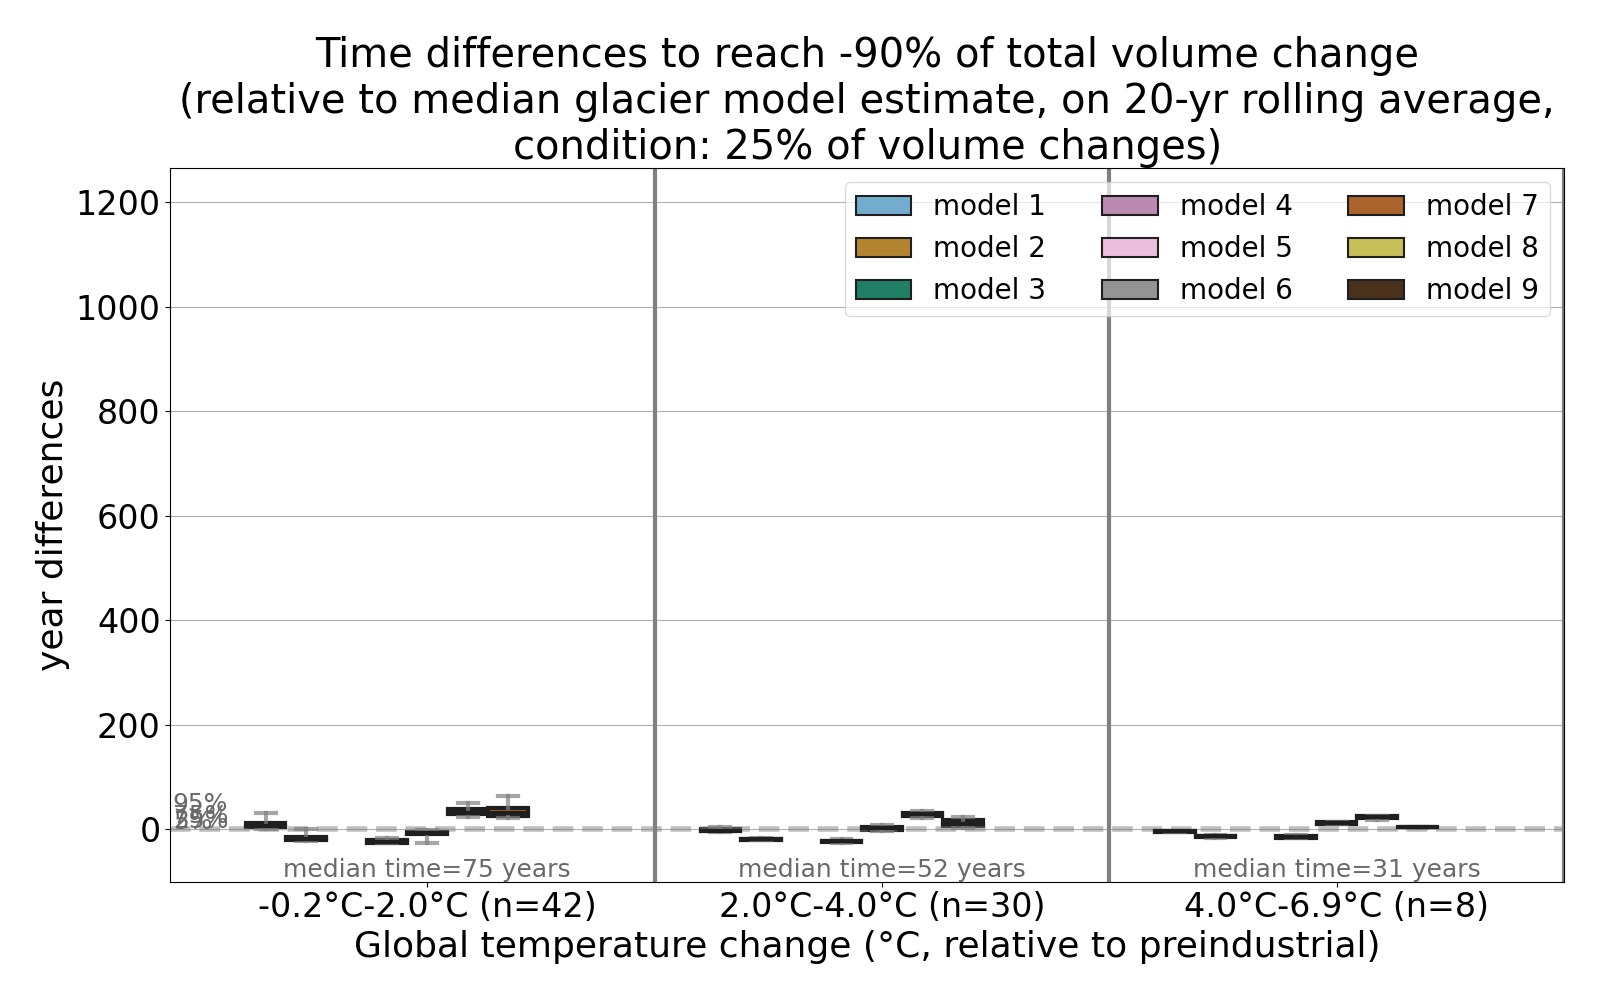 Time differences to reach -90% of total volume change
(relative to median glacier model estimate, on 20-yr rolling average,
condition: 25% of volume changes)
year differences
1200
1000
800
600
400
200
0
model 1
model 2
model 3
model 4
model 5
model 6
model 7
model 8
model 9
95%
median time=75 years
median time=52 years
median time=31 years
-0.2°C-2.0°C (n=42)
2.0°C-4.0°C (n=30)
4.0°C-6.9°C (n=8)
Global temperature change (°C, relative to preindustrial)